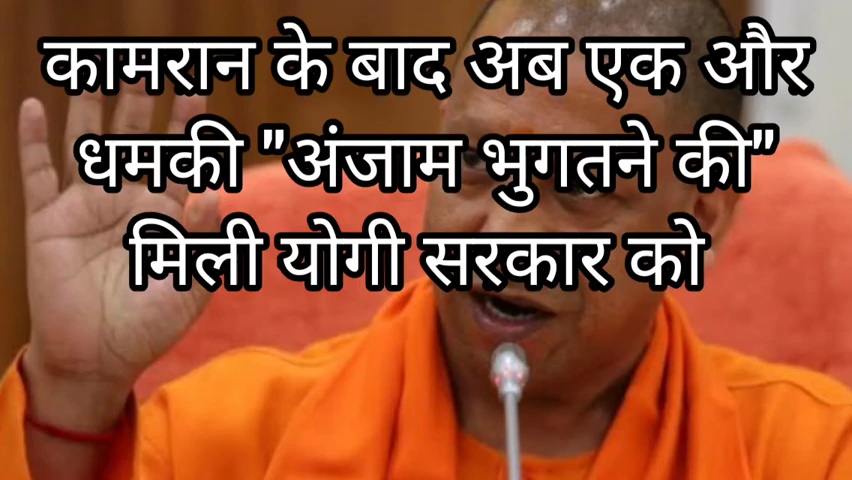 कामरान के बाद अब एक और
धमकी "अंजाम भुगतने की"
मिली योगी सरकार को